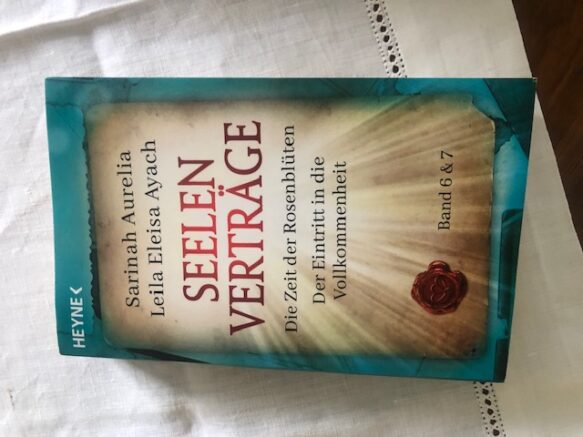 HEYNE <
Sarinah Aurelia
Leila Eleisa Ayach
SEELEN
VERTRÄGE
Die Zeit der Rosenblüten
Der Eintritt in die
Vollkommenheit
Band 6 & 7